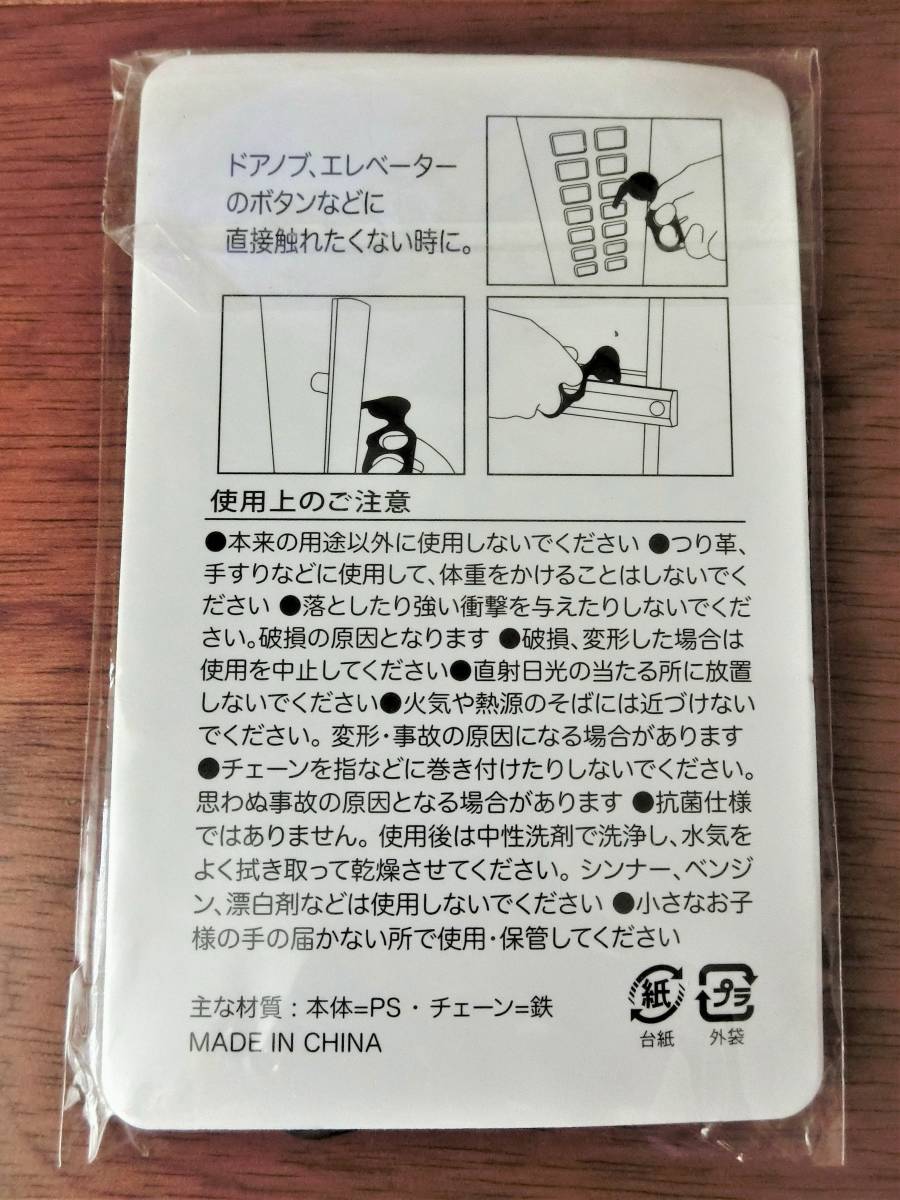 ドアノブ、エレベーター
のボタンなどに
直接触れたくない時に。
使用上のご注意
●本来の用途以外に使用しないでください ●つり革、
手すりなどに使用して、体重をかけることはしないでく
ださい ●落としたり強い衝撃を与えたりしないでくだ
さい。破損の原因となります ●破損、変形した場合は
使用を中止してください●直射日光の当たる所に放置
しないでください●火気や熱源のそばには近づけない
でください。変形・事故の原因になる場合があります
●チェーンを指などに巻き付けたりしないでください。
思わぬ事故の原因となる場合があります ●抗菌仕様
ではありません。使用後は中性洗剤で洗浄し、水気を
よく拭き取って乾燥させてください。シンナー、ベンジ
ン、漂白剤などは使用しないでください ●小さなお子
様の手の届かない所で使用・保管してください
主な材質：本体=PS・チェーン=鉄
MADE IN CHINA
紙
台紙
プラ
外袋